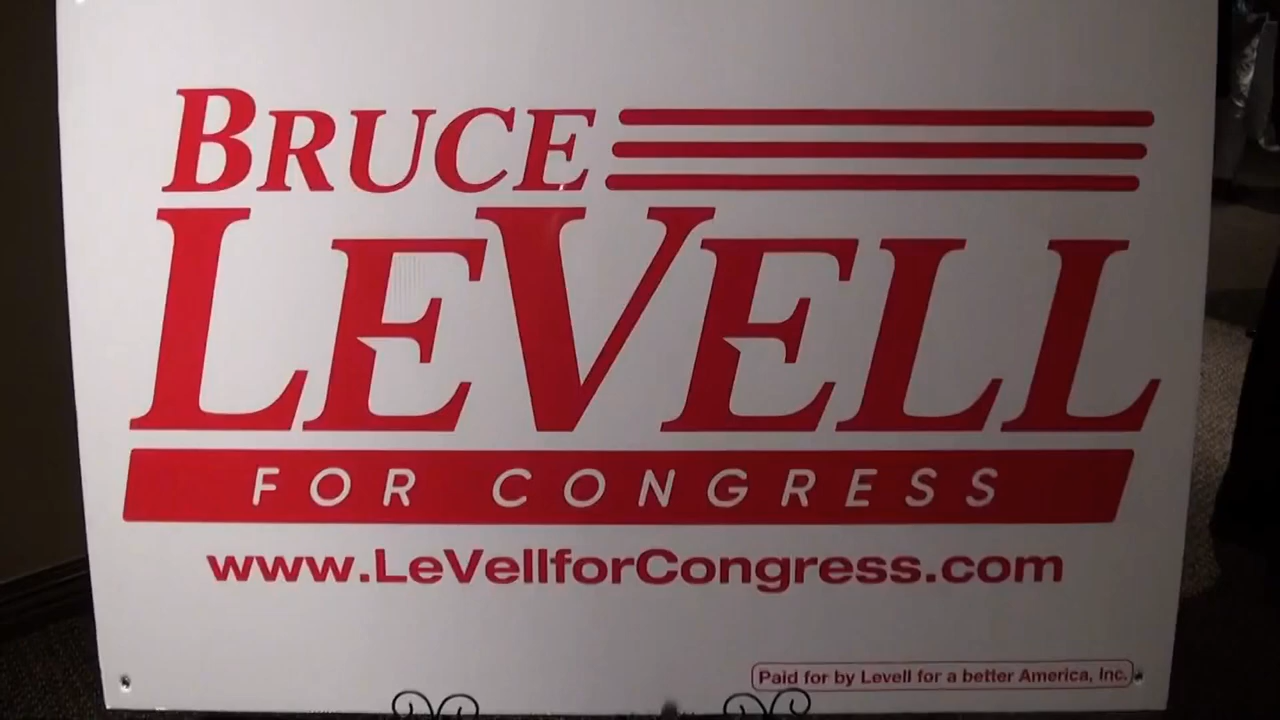 BRUCE
LEVELL
FOR CONGRESS
www.LeVellforCongress.com
Paid for by Levell for a better America, Inc.